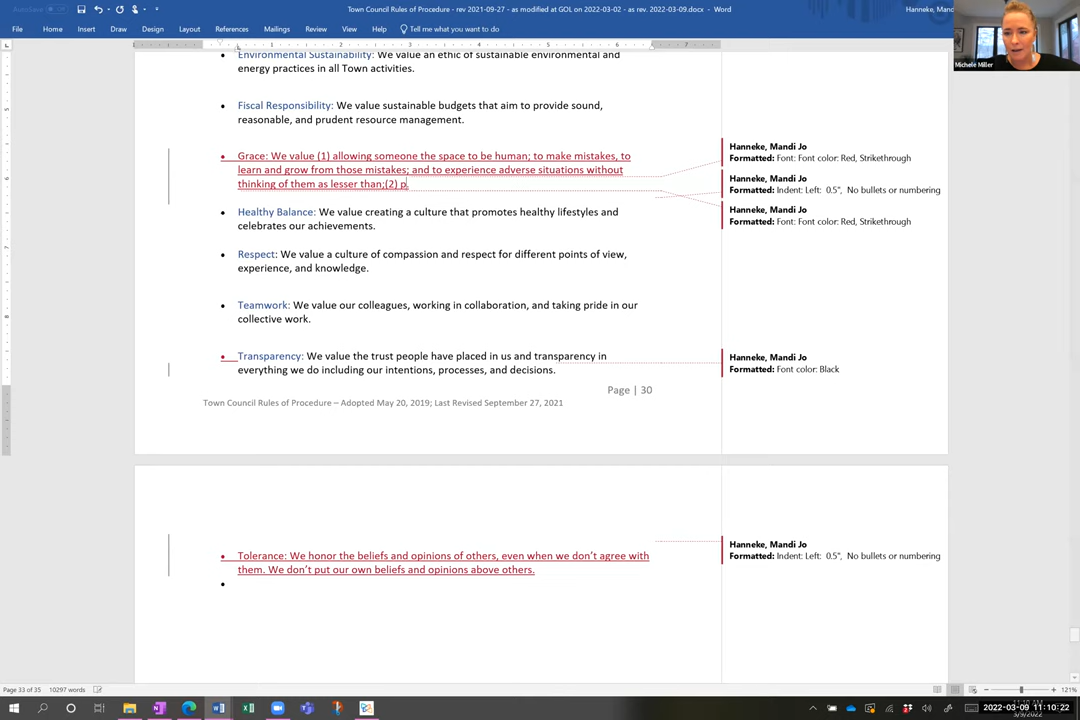 AutoSave
Town Council Rules of Procedure - rev 2021-09-27 - as modified at GOL on 2022-03-02 - as rev. 2022-03-09.docx - Word
Hanneke, Mand
File Home Insert Draw Design Layout References Mailings Review View Help Tell me what you want to do
Michele Miller
• Environmental Sustainability: We value an ethic of sustainable environmental and
energy practices in all Town activities.
• Fiscal Responsibility: We value sustainable budgets that aim to provide sound,
reasonable, and prudent resource management.
• Grace: We value (1) allowing someone the space to be human; to make mistakes, to
learn and grow from those mistakes; and to experience adverse situations without
thinking of them as lesser than;(2) p.
• Healthy Balance: We value creating a culture that promotes healthy lifestyles and
celebrates our achievements.
• Respect: We value a culture of compassion and respect for different points of view,
experience, and knowledge.
• Teamwork: We value our colleagues, working in collaboration, and taking pride in our
collective work.
• Transparency: We value the trust people have placed in us and transparency in
everything we do including our intentions, processes, and decisions.
Page | 30
Town Council Rules of Procedure – Adopted May 20, 2019; Last Revised September 27, 2021
Hanneke, Mandi Jo
Formatted: Font: Font color: Red, Strikethrough
Hanneke, Mandi Jo
Formatted: Indent: Left: 0.5", No bullets or numbering
Hanneke, Mandi Jo
Formatted: Font: Font color: Red, Strikethrough
Hanneke, Mandi Jo
Formatted: Font color: Black
• Tolerance: We honor the beliefs and opinions of others, even when we don't agree with
them. We don't put our own beliefs and opinions above others.
•
Hanneke, Mandi Jo
Formatted: Indent: Left: 0.5", No bullets or numbering
Page 33 of 35 10297 words
121%
2022-03-09 11:10:22
3/9/2022